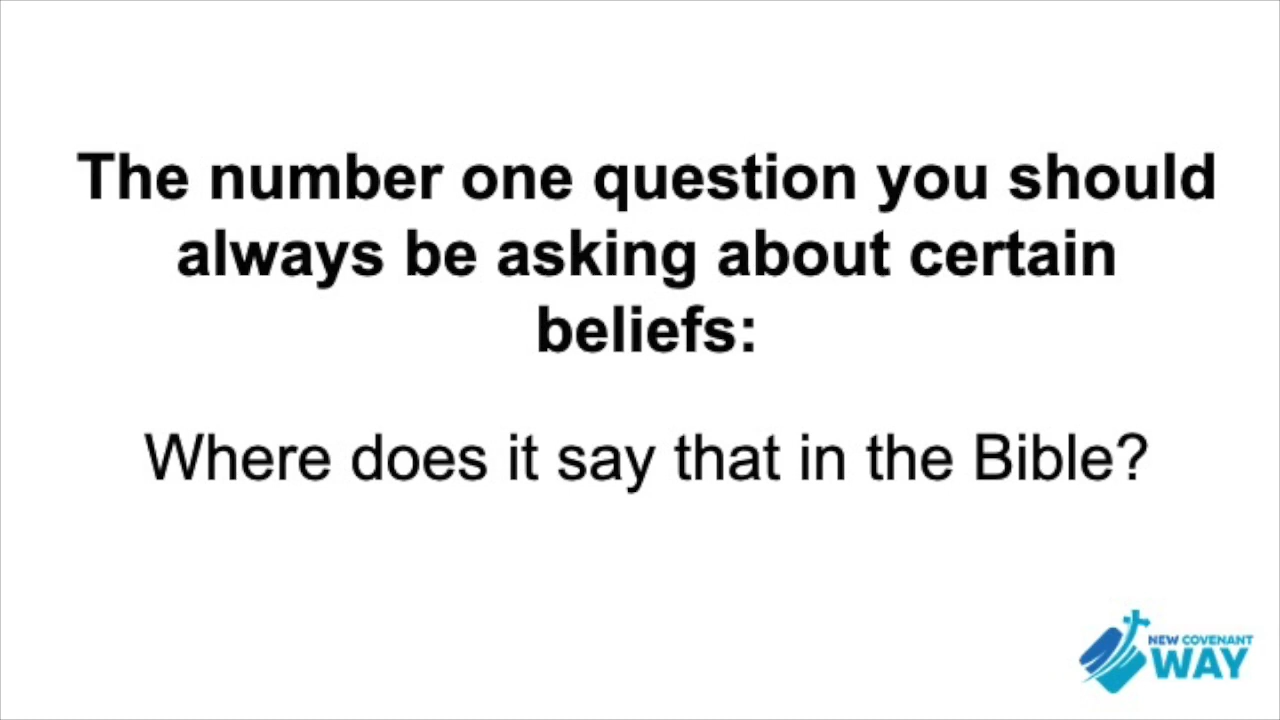 The number one question you should
always be asking about certain
beliefs:
Where does it say that in the Bible?
NEW COVENANT
WAY